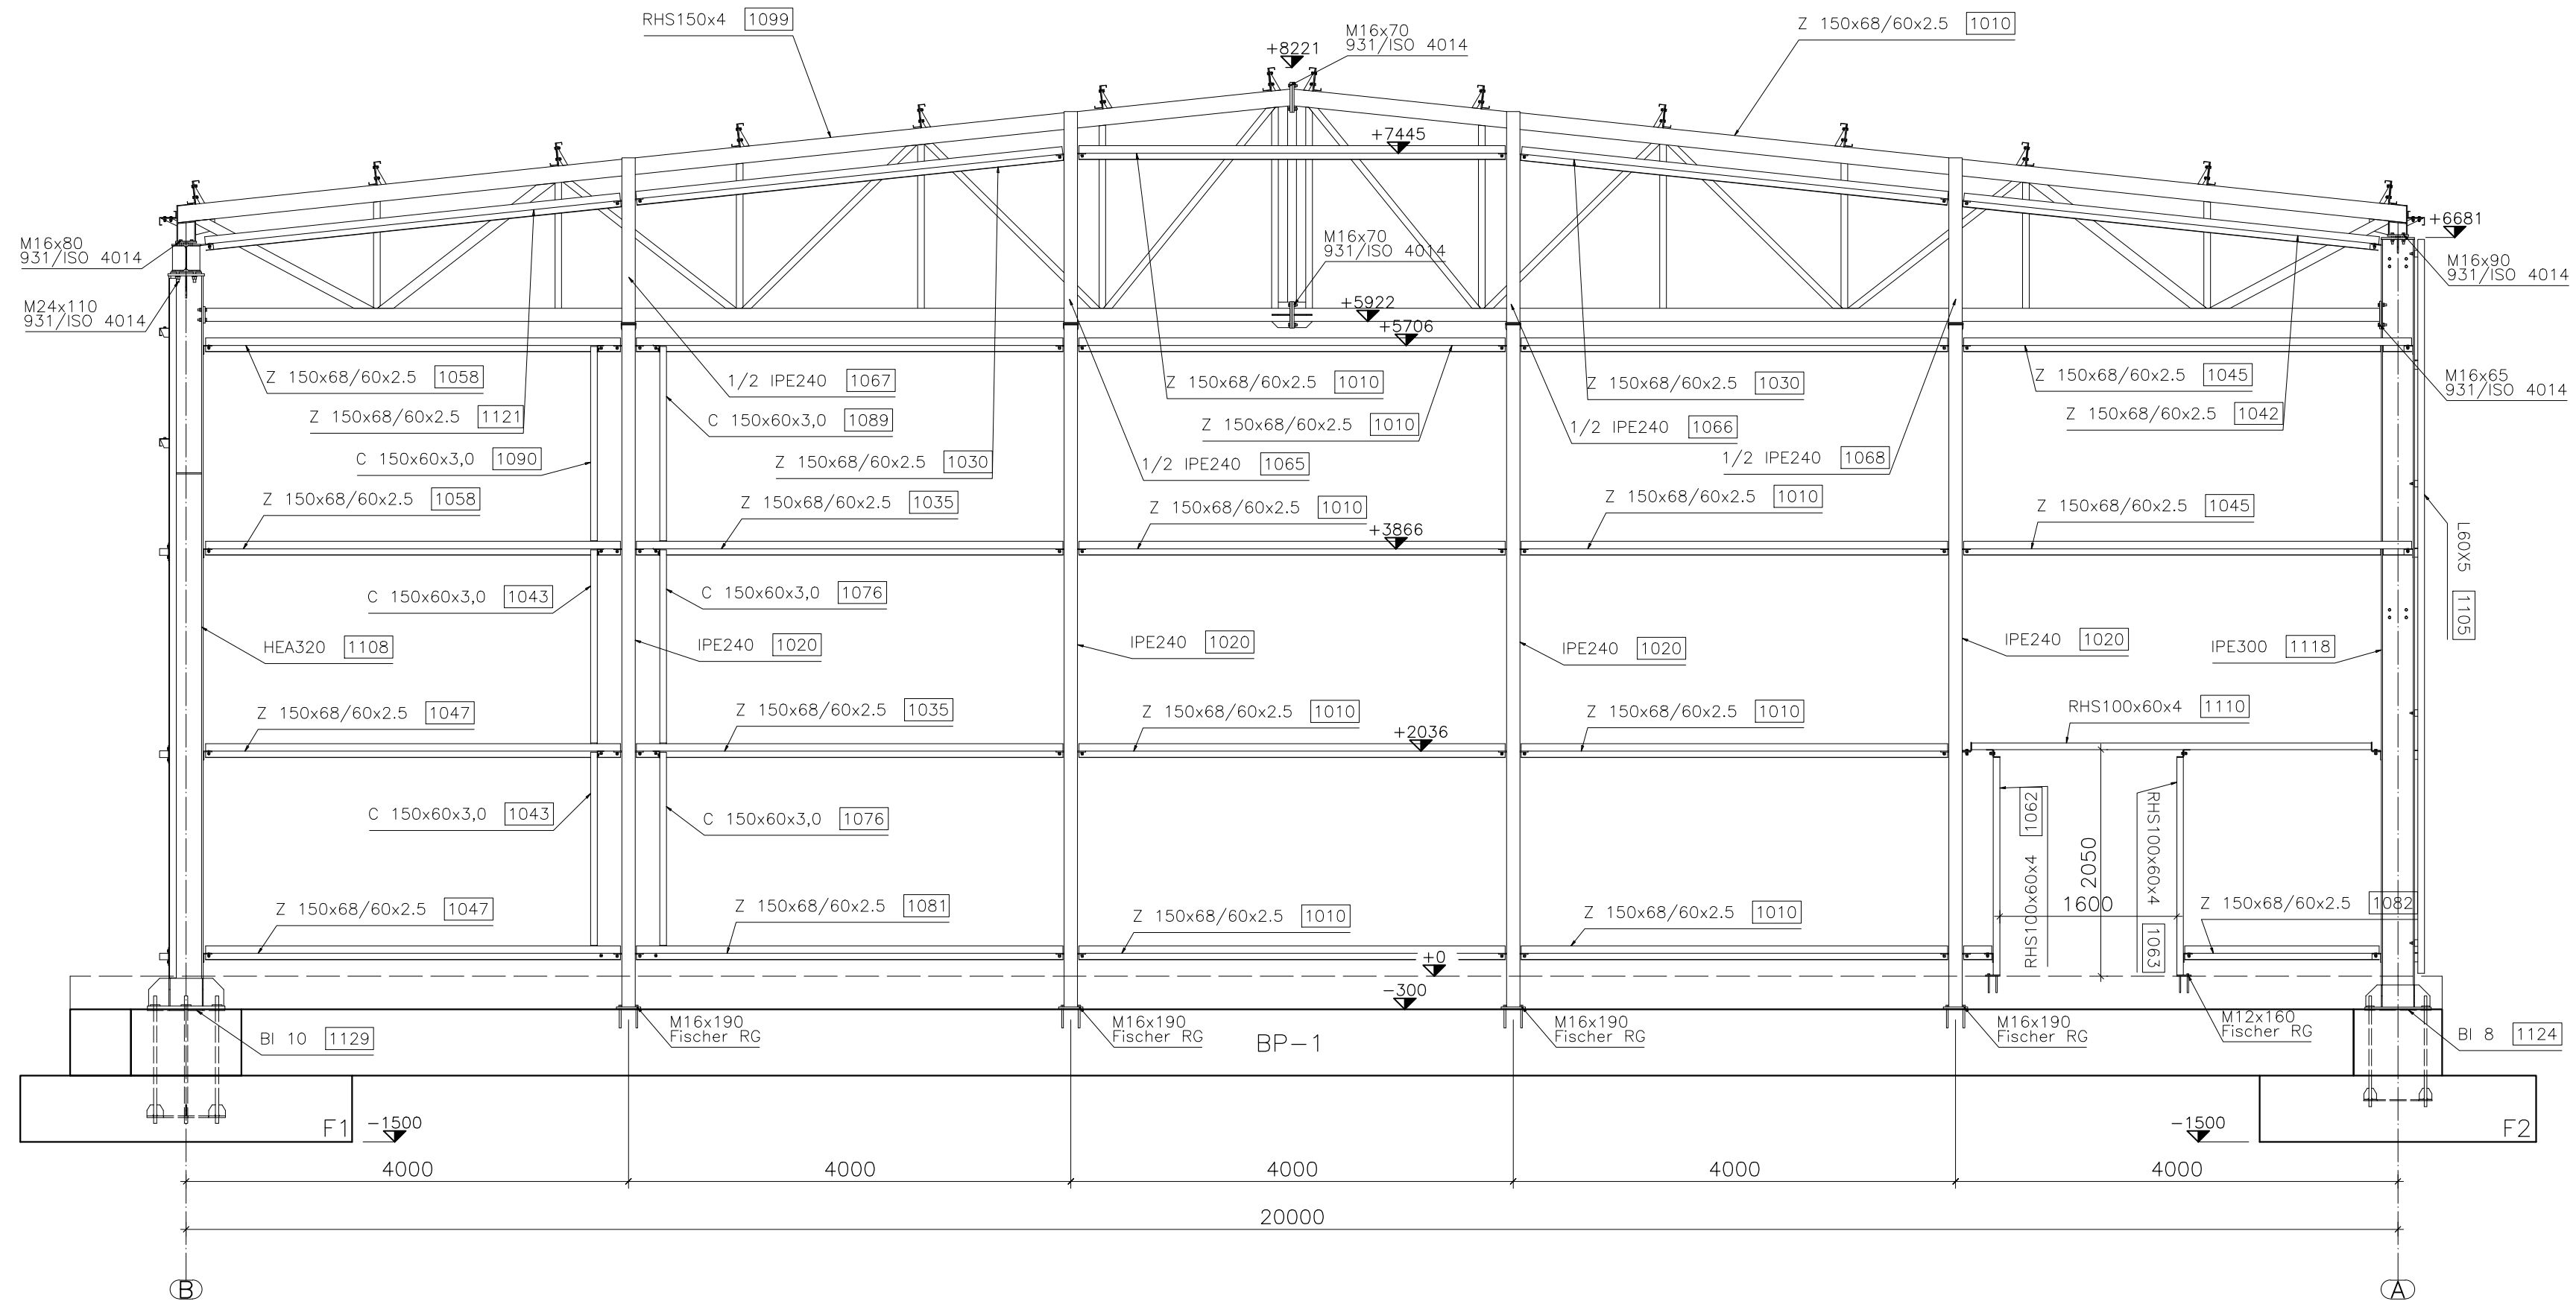 RHS150x4 1099
+8221
M16x70
931/ISO 4014
Z 150x68/60x2.5 1010
+7445
M16x80
931/ISO 4014
M16x70
931/ISO 4014
+6681
M16x90
931/ISO 4014
M24x110
931/ISO 4014
+5922
+5706
Z 150x68/60x2.5 1058
1/2 IPE240 1067
Z 150x68/60x2.5 1010
Z 150x68/60x2.5 1030
Z 150x68/60x2.5 1045
M16x65
931/ISO 4014
Z 150x68/60x2.5 1121
C 150x60x3,0 1089
Z 150x68/60x2.5 1010
1/2 IPE240 1066
Z 150x68/60x2.5 1042
C 150x60x3,0 1090
Z 150x68/60x2.5 1030
1/2 IPE240 1065
1/2 IPE240 1068
Z 150x68/60x2.5 1058
Z 150x68/60x2.5 1035
Z 150x68/60x2.5 1010
Z 150x68/60x2.5 1010
Z 150x68/60x2.5 1045
+3866
L60X5 1105
C 150x60x3,0 1043
C 150x60x3,0 1076
HEA320 1108
IPE240 1020
IPE240 1020
IPE240 1020
IPE240 1020
IPE300 1118
Z 150x68/60x2.5 1047
Z 150x68/60x2.5 1035
Z 150x68/60x2.5 1010
Z 150x68/60x2.5 1010
RHS100x60x4 1110
+2036
C 150x60x3,0 1043
C 150x60x3,0 1076
RHS100x60x4 1062
2050
RHS100x60x4 1063
1600
Z 150x68/60x2.5 1047
Z 150x68/60x2.5 1081
Z 150x68/60x2.5 1010
Z 150x68/60x2.5 1010
Z 150x68/60x2.5 1082
+0
-300
BI 10 1129
M16x190
Fischer RG
M16x190
Fischer RG
BP-1
M16x190
Fischer RG
M16x190
Fischer RG
M12x160
Fischer RG
BI 8 1124
F1
-1500
-1500
F2
4000
4000
4000
4000
4000
20000
B
A